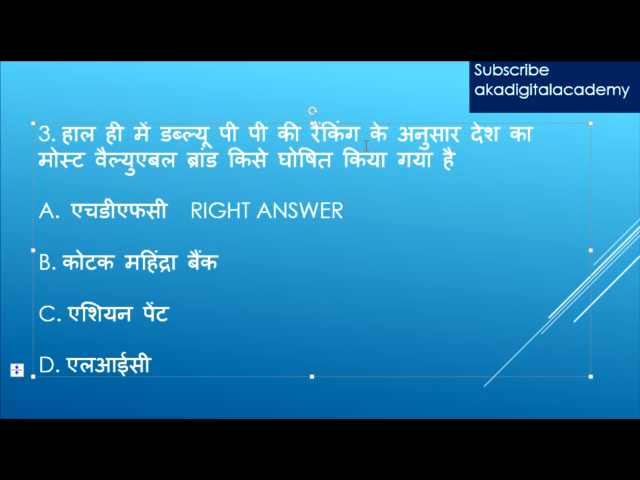 Subscribe
akadigitalacademy
3. हाल ही में डब्ल्यू पी पी की रैंकिंग के अनुसार देश का
मोस्ट वैल्युएबल ब्रांड किसे घोषित किया गया है
A. एचडीएफसी RIGHT ANSWER
B. कोटक महिंद्रा बैंक
C. एशियन पेंट
D. एलआईसी